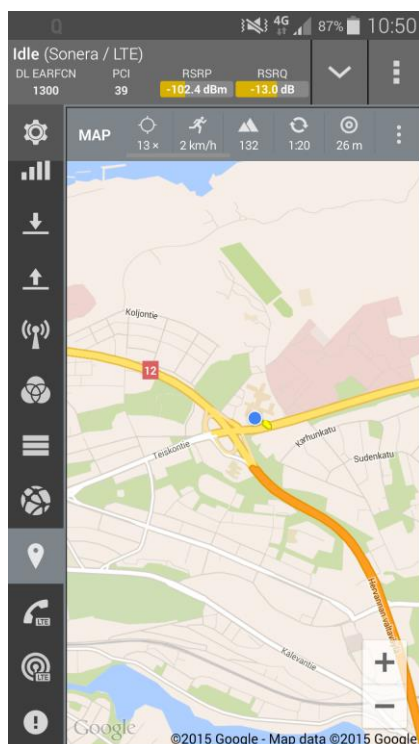 4G 87% 10:50
Idle (Sonera / LTE)
DL EARFCN PCI RSRP RSRQ
1300 39 -102.4 dBm -13.0 dB
MAP 13 × 2 km/h 132 1:20 26 m
Koljontie
12
Teiskontie
Karhunkatu
Sudenkatu
Hervannan valtaväylä
Kalevantie
LTE
LTE
+
−
Google
©2015 Google - Map data ©2015 Google